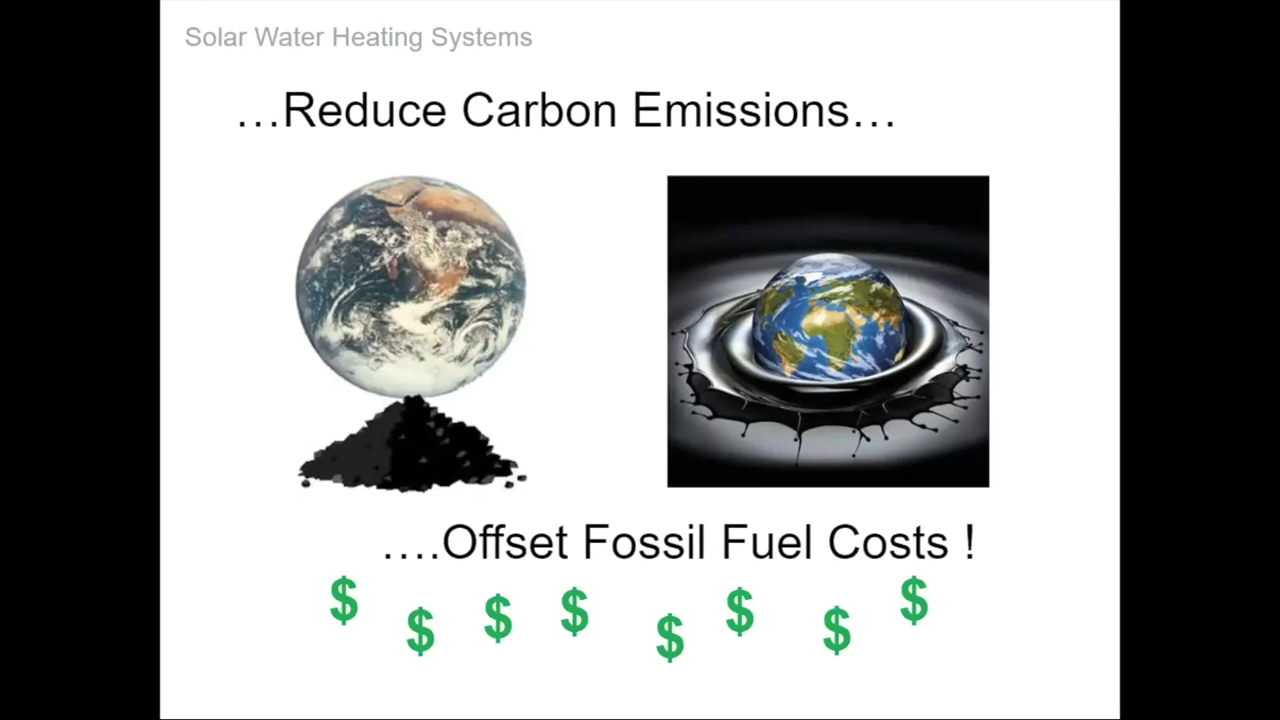 Solar Water Heating Systems
…Reduce Carbon Emissions…
….Offset Fossil Fuel Costs !
$ $ $ $ $ $ $ $